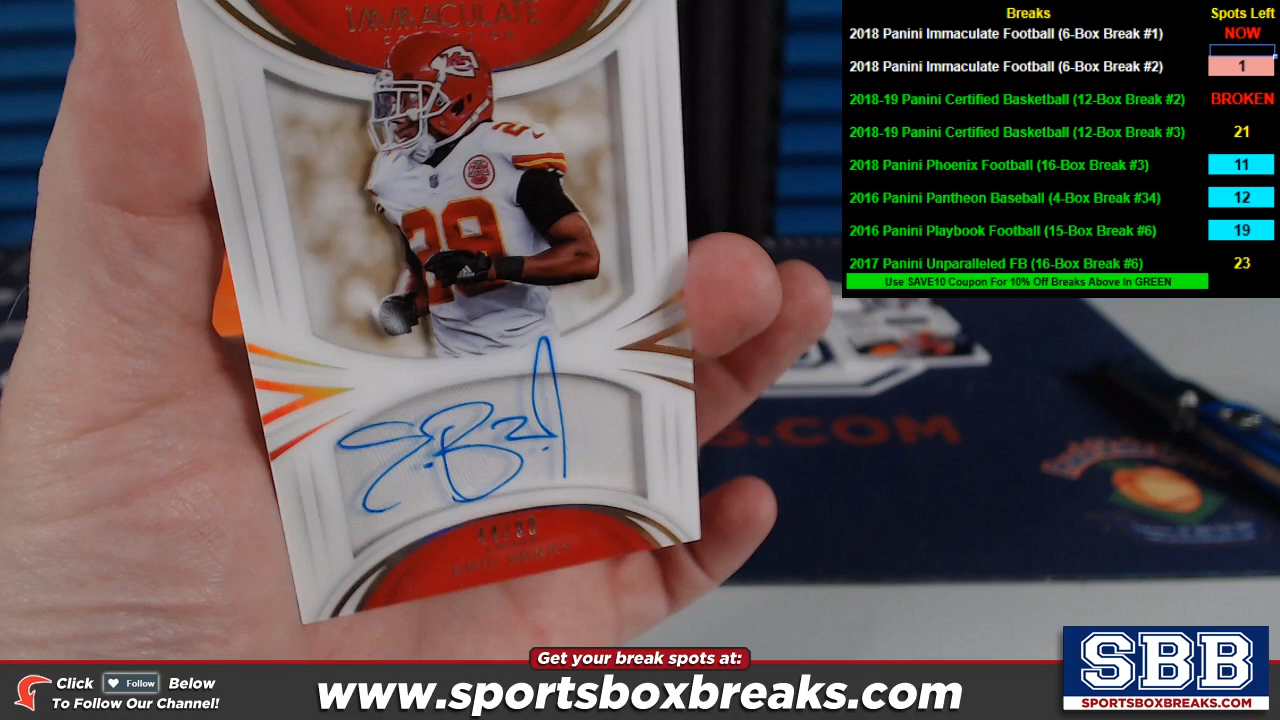 IMMACULATE
COLLECTION
29
29
ERIC BERRY
S.COM
Breaks Spots Left
2018 Panini Immaculate Football (6-Box Break #1) NOW
2018 Panini Immaculate Football (6-Box Break #2) 1
2018-19 Panini Certified Basketball (12-Box Break #2) BROKEN
2018-19 Panini Certified Basketball (12-Box Break #3) 21
2018 Panini Phoenix Football (16-Box Break #3) 11
2016 Panini Pantheon Baseball (4-Box Break #34) 12
2016 Panini Playbook Football (15-Box Break #6) 19
2017 Panini Unparalleled FB (16-Box Break #6) 23
Use SAVE10 Coupon For 10% Off Breaks Above In GREEN
Get your break spots at:
Click Follow Below
To Follow Our Channel!
www.sportsboxbreaks.com
SBB
SPORTSBOXBREAKS.COM